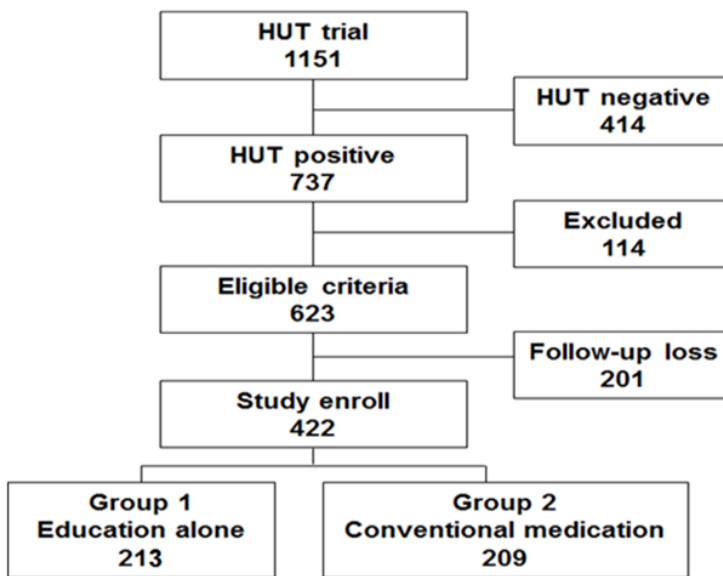 HUT trial
1151
HUT negative
414
HUT positive
737
Excluded
114
Eligible criteria
623
Follow-up loss
201
Study enroll
422
Group 1
Education alone
213
Group 2
Conventional medication
209